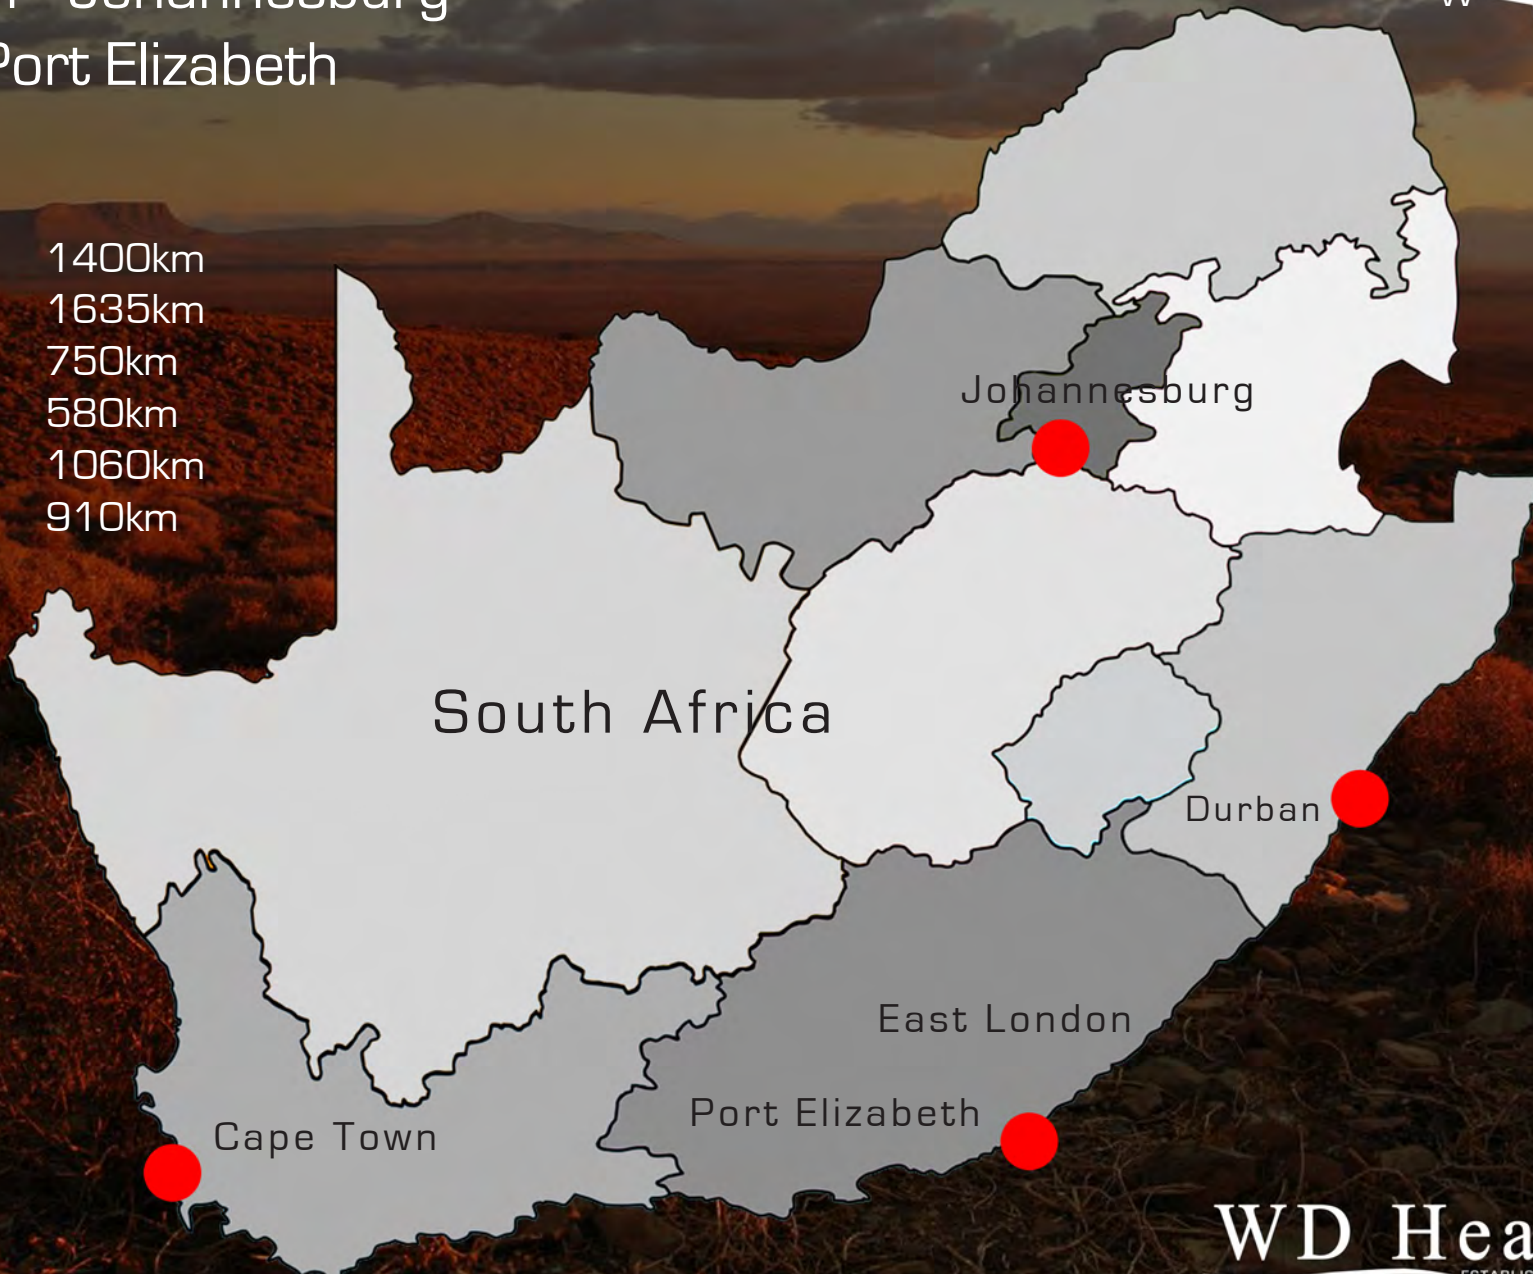 Johannesburg
Port Elizabeth
W
1400km
1635km
750km
580km
1060km
910km
Johannesburg
South Africa
Durban
East London
Port Elizabeth
Cape Town
WD Hea